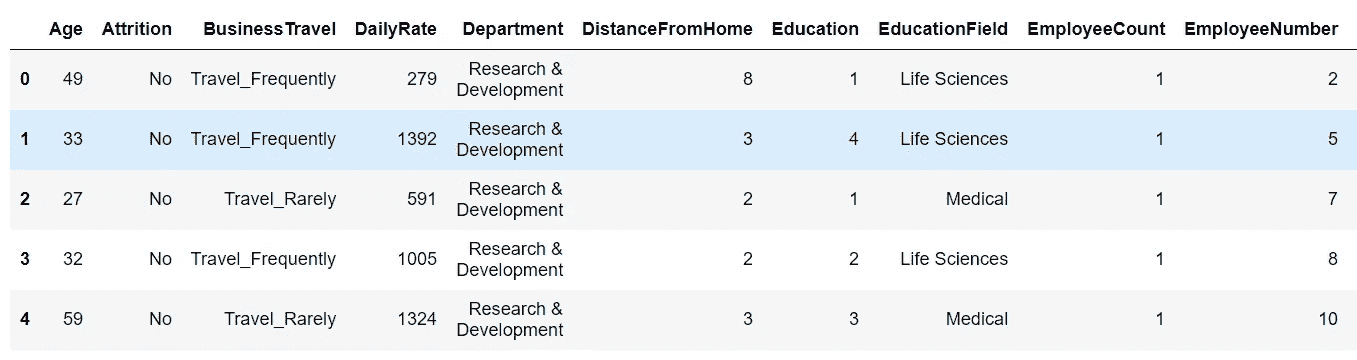 Age Attrition BusinessTravel DailyRate Department DistanceFromHome Education EducationField EmployeeCount EmployeeNumber
0 49 No Travel_Frequently 279 Research & Development 8 1 Life Sciences 1 2
1 33 No Travel_Frequently 1392 Research & Development 3 4 Life Sciences 1 5
2 27 No Travel_Rarely 591 Research & Development 2 1 Medical 1 7
3 32 No Travel_Frequently 1005 Research & Development 2 2 Life Sciences 1 8
4 59 No Travel_Rarely 1324 Research & Development 3 3 Medical 1 10